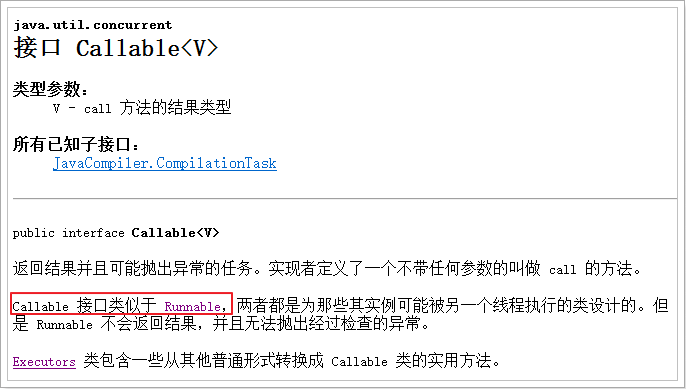 java.util.concurrent
接口 Callable<V>
类型参数:
V - call 方法的结果类型
所有已知子接口:
JavaCompiler.CompilationTask
public interface Callable<V>
返回结果并且可能抛出异常的任务。实现者定义了一个不带任何参数的叫做 call 的方法。
Callable 接口类似于 Runnable,两者都是为那些其实例可能被另一个线程执行的类设计的。但
是 Runnable 不会返回结果,并且无法抛出经过检查的异常。
Executors 类包含一些从其他普通形式转换成 Callable 类的实用方法。